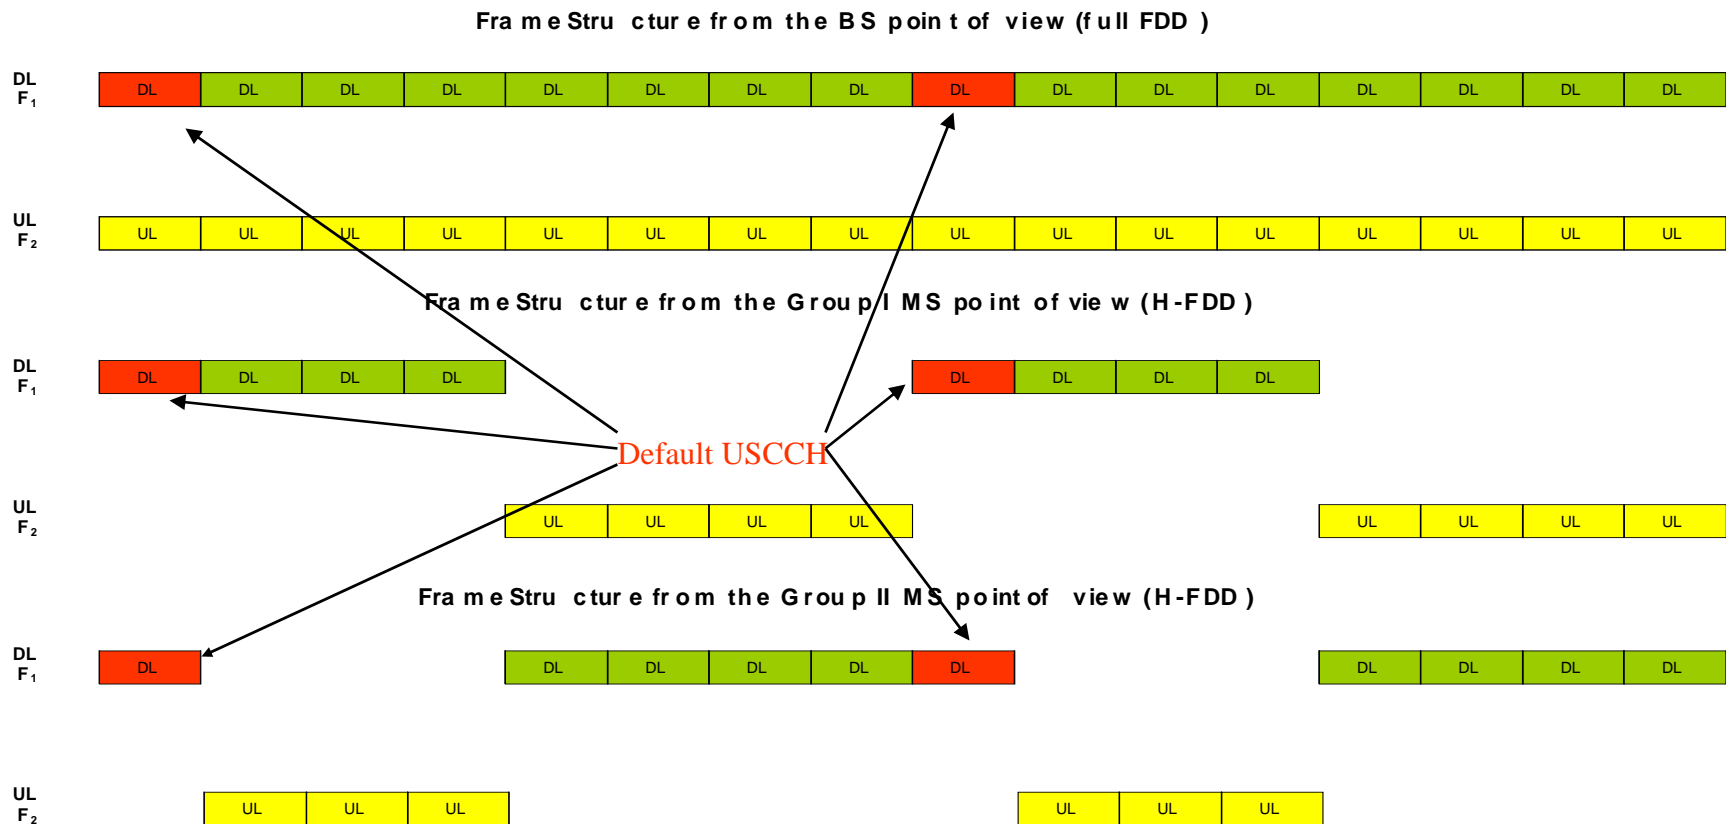 Frame Structure from the BS point of view (full FDD)
DL
F1
DL DL DL DL DL DL DL DL DL DL DL DL DL DL DL DL
UL
F2
UL UL UL UL UL UL UL UL UL UL UL UL UL UL UL UL
Frame Structure from the Group I MS point of view (H-FDD)
DL
F1
DL DL DL DL DL DL DL DL
Default USCCH
UL
F2
UL UL UL UL UL UL UL UL
Frame Structure from the Group II MS point of view (H-FDD)
DL
F1
DL DL DL DL DL DL DL DL DL DL
UL
F2
UL UL UL UL UL UL